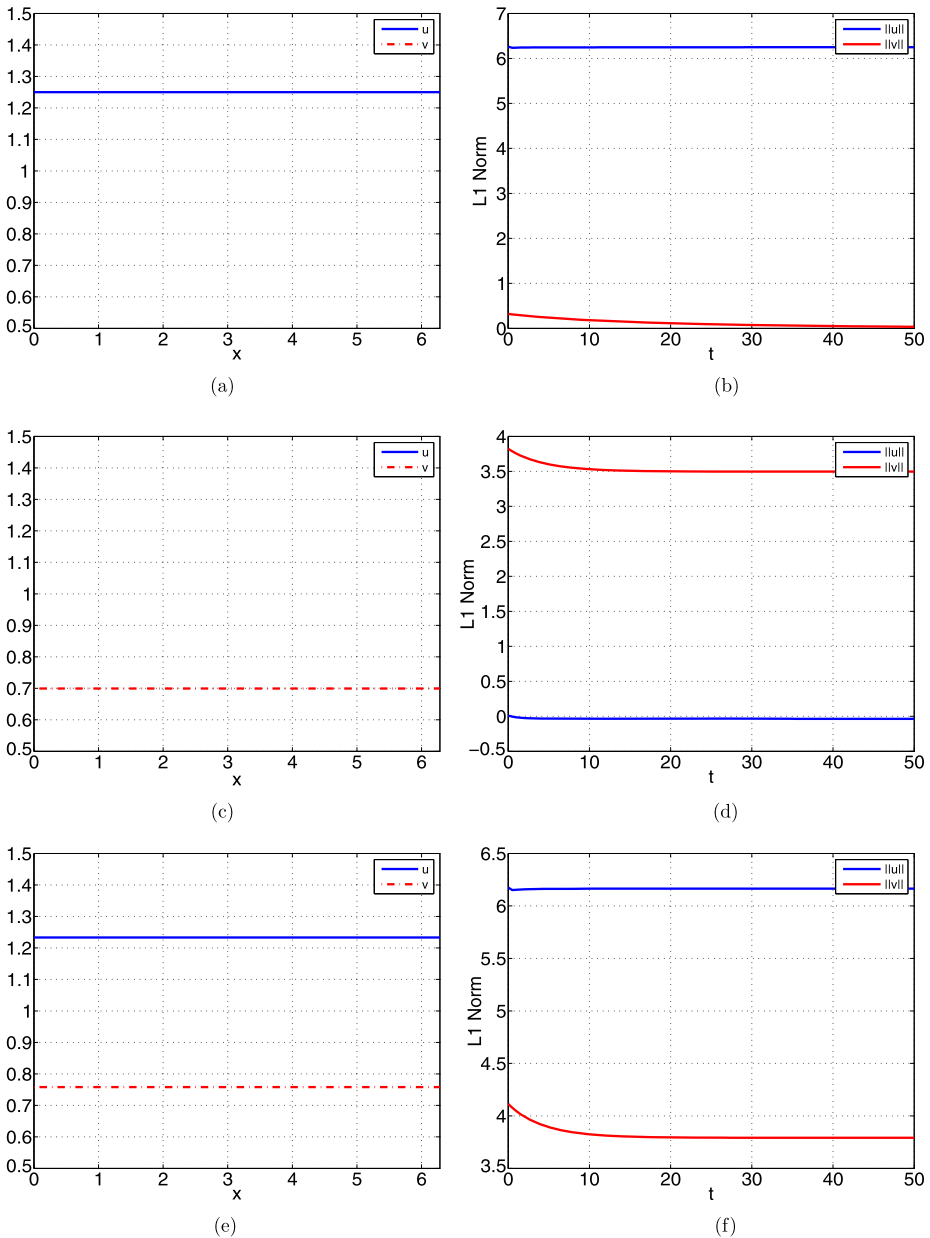 1.5
1.4
1.3
1.2
1.1
1
0.9
0.8
0.7
0.6
0.5
0 1 2 3 4 5 6
x
u
v
(a)
7
6
5
4
3
2
1
0
0 10 20 30 40 50
t
L1 Norm
||u||
||v||
(b)
1.5
1.4
1.3
1.2
1.1
1
0.9
0.8
0.7
0.6
0.5
0 1 2 3 4 5 6
x
u
v
(c)
4
3.5
3
2.5
2
1.5
1
0.5
0
−0.5
0 10 20 30 40 50
t
L1 Norm
||u||
||v||
(d)
1.5
1.4
1.3
1.2
1.1
1
0.9
0.8
0.7
0.6
0.5
0 1 2 3 4 5 6
x
u
v
(e)
6.5
6
5.5
5
4.5
4
3.5
0 10 20 30 40 50
t
L1 Norm
||u||
||v||
(f)